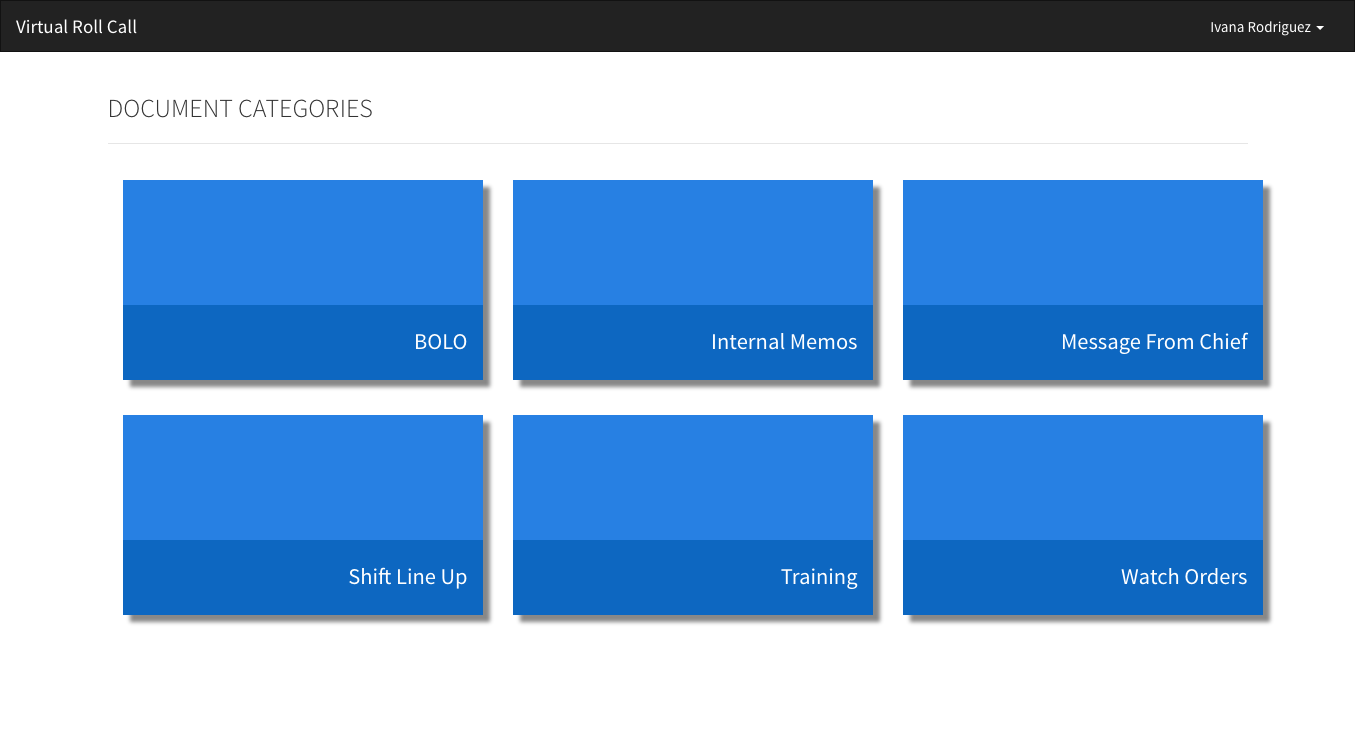 Virtual Roll Call
Ivana Rodriguez
DOCUMENT CATEGORIES
BOLO
Internal Memos
Message From Chief
Shift Line Up
Training
Watch Orders